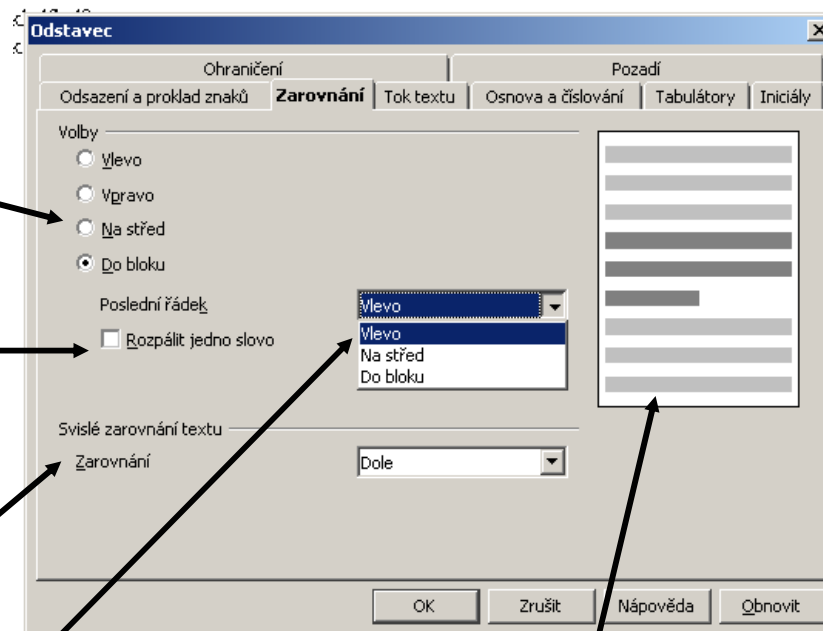 Odstavec
Ohraničení Pozadí
Odsazení a proklad znaků Zarovnání Tok textu Osnova a číslování Tabulátory Iniciály
Volby
Vlevo
Vpravo
Na střed
Do bloku
Poslední řádek Vlevo
Vlevo
Rozpálit jedno slovo
Na střed
Do bloku
Svislé zarovnání textu
Zarovnání Dole
OK Zrušit Nápověda Obnovit